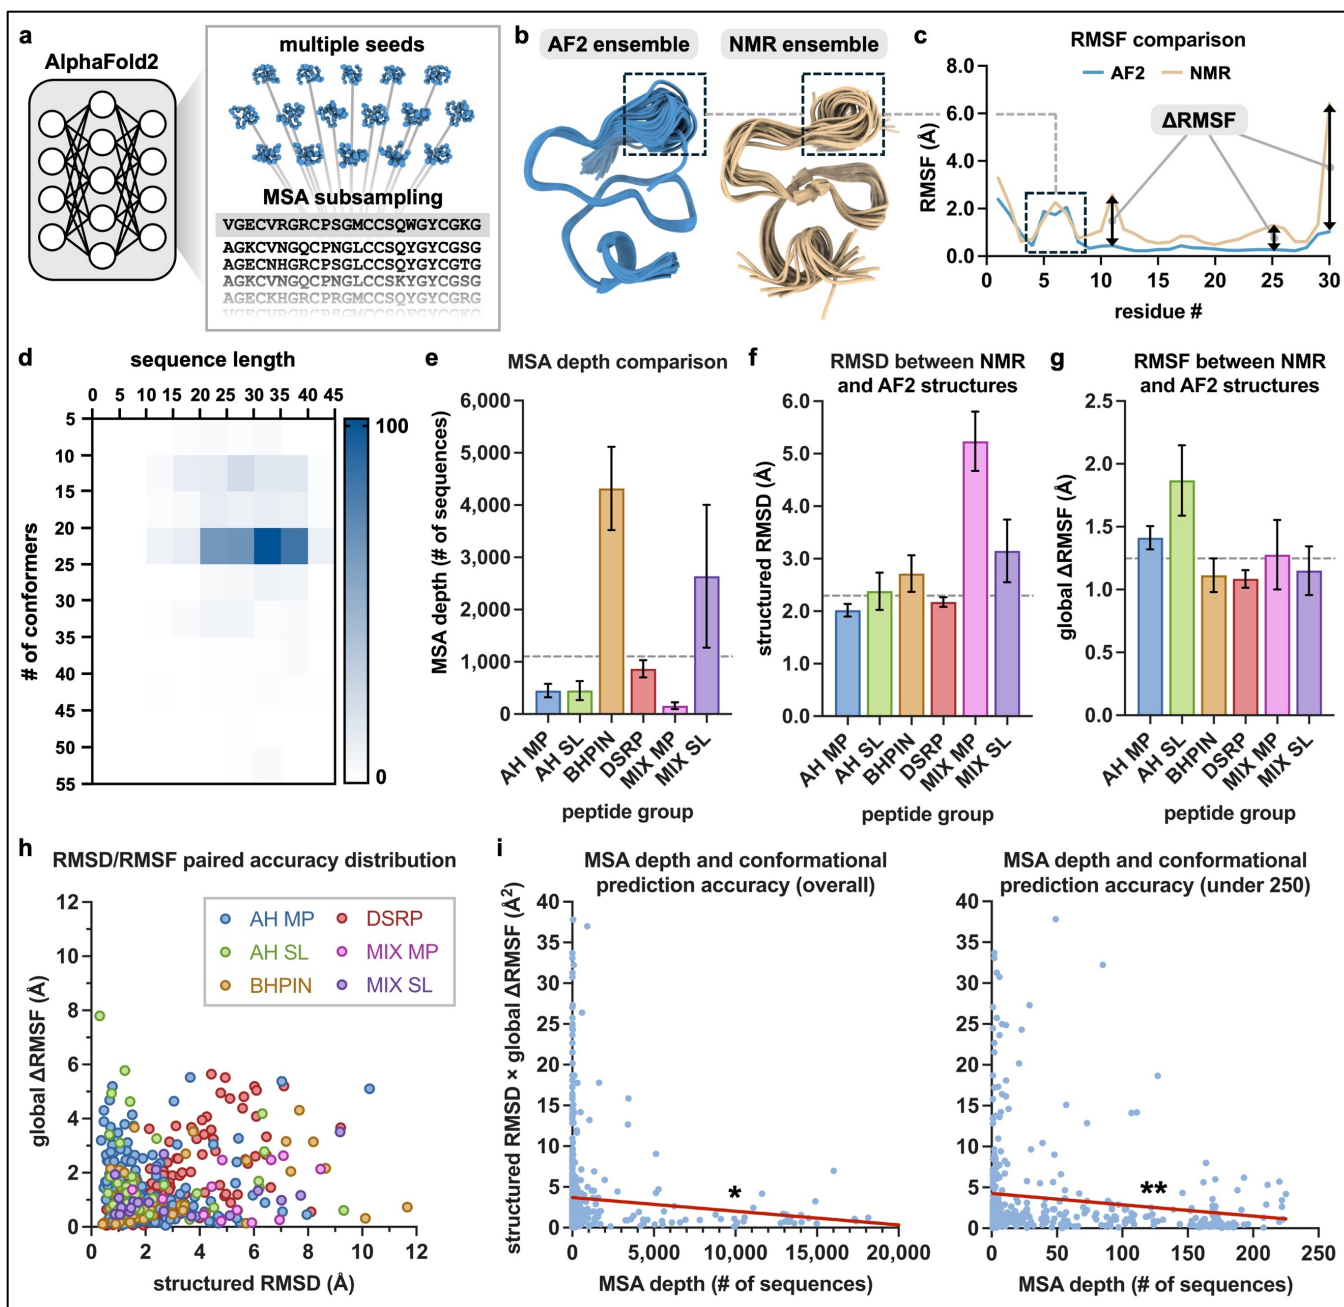 a
AlphaFold2
multiple seeds
MSA subsampling
VGECVRGRCPSGMCCSQWGYCGKG
AGKCVNGQCPNGLCCSQYGYCGSG
AGECNHGRCPSGLCCSQYGYCGTG
AGKCVNGQCPNGLCCSKYGYCGSG
AGECKHGRCPRGMCCSQYGYCGRG
b
AF2 ensemble
NMR ensemble
c
RMSF comparison
AF2
NMR
ΔRMSF
RMSF (Å)
8.0
6.0
4.0
2.0
0.0
0 5 10 15 20 25 30
residue #
d
sequence length
0 5 10 15 20 25 30 35 40 45
# of conformers
5
10
15
20
25
30
35
40
45
50
55
100
0
e
MSA depth comparison
MSA depth (# of sequences)
6,000
5,000
4,000
3,000
2,000
1,000
0
AH MP
AH SL
BHPIN
DSRP
MIX MP
MIX SL
peptide group
f
RMSD between NMR
and AF2 structures
structured RMSD (Å)
6.0
5.0
4.0
3.0
2.0
1.0
0.0
AH MP
AH SL
BHPIN
DSRP
MIX MP
MIX SL
peptide group
g
RMSF between NMR
and AF2 structures
global ΔRMSF (Å)
2.5
2.0
1.5
1.0
0.5
0.0
AH MP
AH SL
BHPIN
DSRP
MIX MP
MIX SL
peptide group
h
RMSD/RMSF paired accuracy distribution
AH MP
DSRP
AH SL
MIX MP
BHPIN
MIX SL
global ΔRMSF (Å)
12
10
8
6
4
2
0
0 2 4 6 8 10 12
structured RMSD (Å)
i
MSA depth and conformational
prediction accuracy (overall)
structured RMSD × global ΔRMSF (Å²)
40
35
30
25
20
15
10
5
0
*
0 5,000 10,000 15,000 20,000
MSA depth (# of sequences)
MSA depth and conformational
prediction accuracy (under 250)
40
35
30
25
20
15
10
5
0
**
0 50 100 150 200 250
MSA depth (# of sequences)